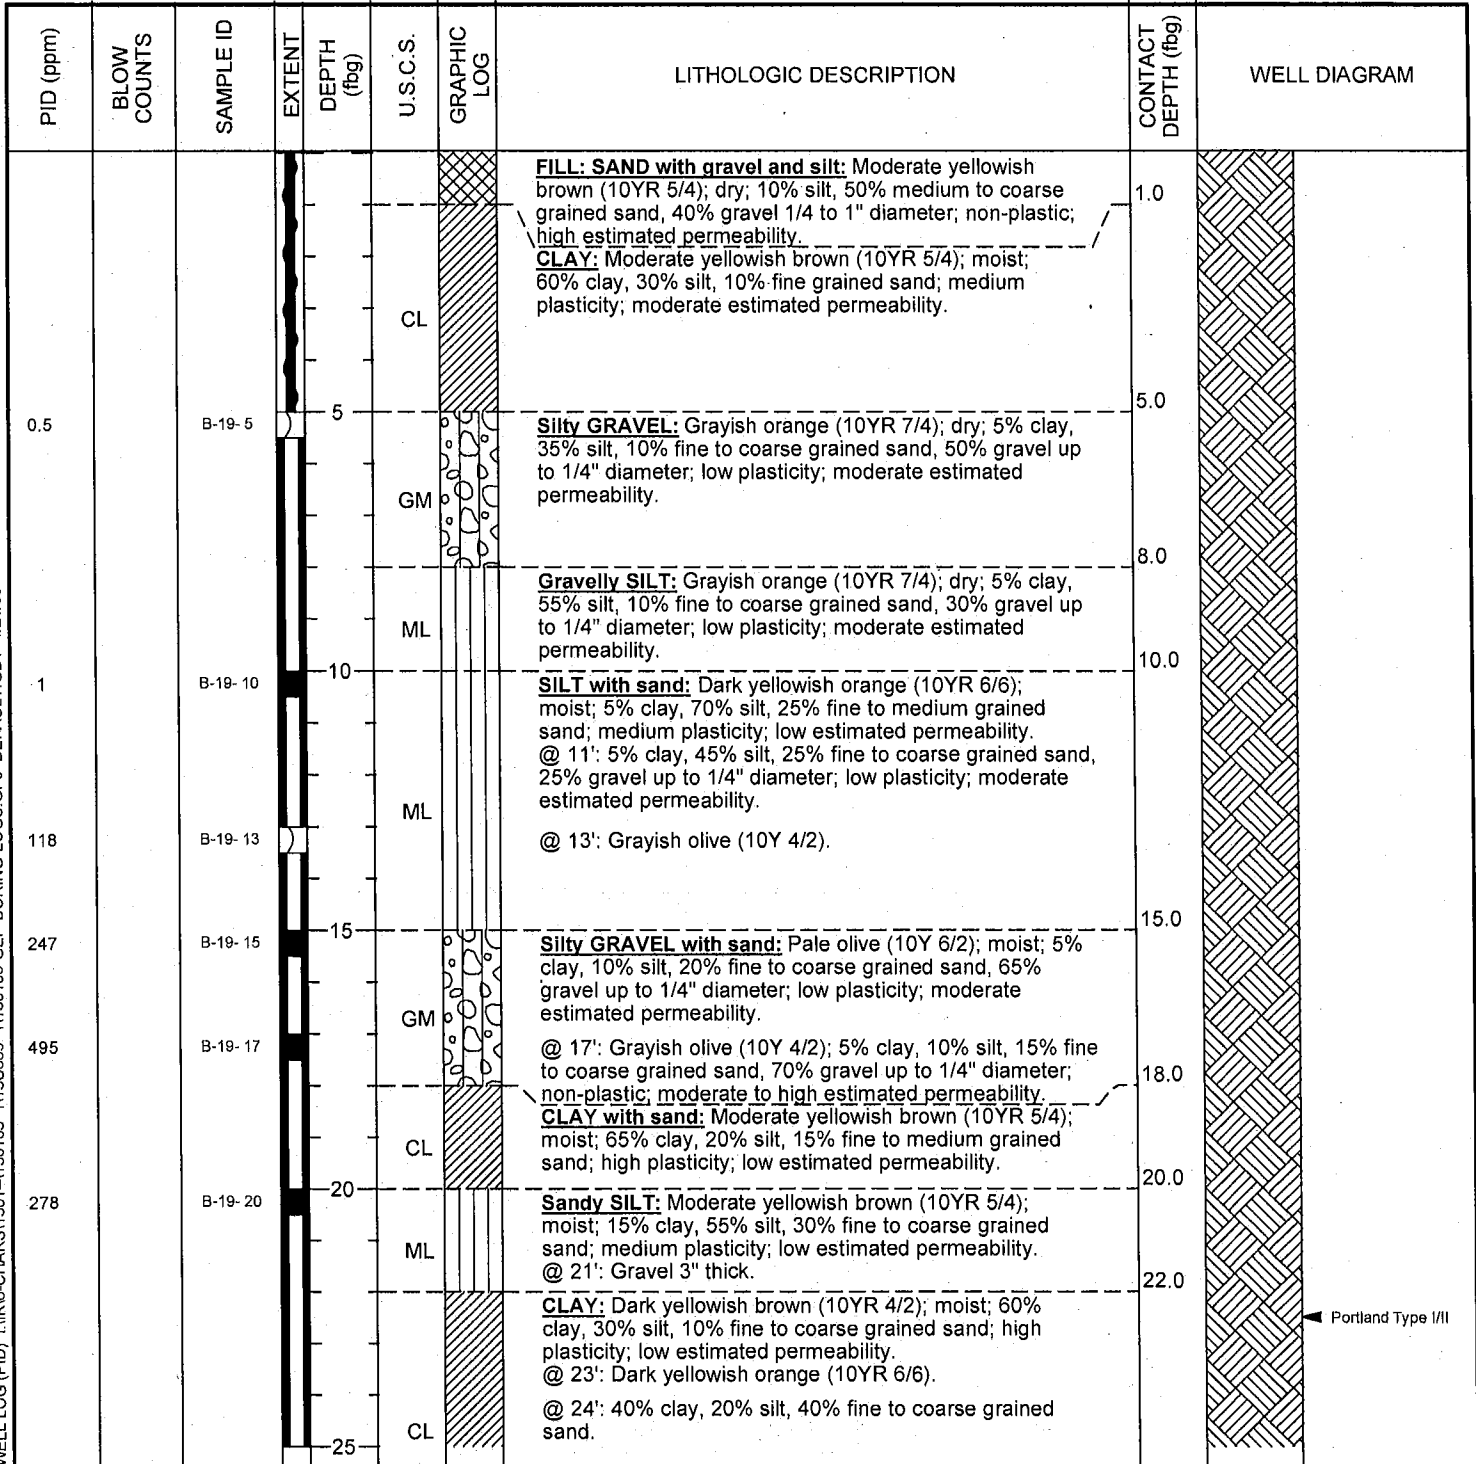 PID (ppm)
BLOW
COUNTS
SAMPLE ID
EXTENT
DEPTH
(fbg)
U.S.C.S.
GRAPHIC
LOG
LITHOLOGIC DESCRIPTION
CONTACT
DEPTH (fbg)
WELL DIAGRAM
FILL: SAND with gravel and silt: Moderate yellowish
brown (10YR 5/4); dry; 10% silt, 50% medium to coarse
grained sand, 40% gravel 1/4 to 1" diameter; non-plastic;
high estimated permeability.
1.0
CLAY: Moderate yellowish brown (10YR 5/4); moist;
60% clay, 30% silt, 10% fine grained sand; medium
plasticity; moderate estimated permeability.
CL
5.0
0.5
B-19- 5
5
Silty GRAVEL: Grayish orange (10YR 7/4); dry; 5% clay,
35% silt, 10% fine to coarse grained sand, 50% gravel up
to 1/4" diameter; low plasticity; moderate estimated
permeability.
GM
8.0
Gravelly SILT: Grayish orange (10YR 7/4); dry; 5% clay,
55% silt, 10% fine to coarse grained sand, 30% gravel up
to 1/4" diameter; low plasticity; moderate estimated
permeability.
ML
10.0
1
B-19- 10
10
SILT with sand: Dark yellowish orange (10YR 6/6);
moist; 5% clay, 70% silt, 25% fine to medium grained
sand; medium plasticity; low estimated permeability.
@ 11': 5% clay, 45% silt, 25% fine to coarse grained sand,
25% gravel up to 1/4" diameter; low plasticity; moderate
estimated permeability.
ML
118
B-19- 13
@ 13': Grayish olive (10Y 4/2).
15.0
247
B-19- 15
15
Silty GRAVEL with sand: Pale olive (10Y 6/2); moist; 5%
clay, 10% silt, 20% fine to coarse grained sand, 65%
gravel up to 1/4" diameter; low plasticity; moderate
estimated permeability.
GM
495
B-19- 17
@ 17': Grayish olive (10Y 4/2); 5% clay, 10% silt, 15% fine
to coarse grained sand, 70% gravel up to 1/4" diameter;
non-plastic; moderate to high estimated permeability.
18.0
CLAY with sand: Moderate yellowish brown (10YR 5/4);
moist; 65% clay, 20% silt, 15% fine to medium grained
sand; high plasticity; low estimated permeability.
CL
20.0
278
B-19- 20
20
Sandy SILT: Moderate yellowish brown (10YR 5/4);
moist; 15% clay, 55% silt, 30% fine to coarse grained
sand; medium plasticity; low estimated permeability.
@ 21': Gravel 3" thick.
ML
22.0
CLAY: Dark yellowish brown (10YR 4/2); moist; 60%
clay, 30% silt, 10% fine to coarse grained sand; high
plasticity; low estimated permeability.
@ 23': Dark yellowish orange (10YR 6/6).
Portland Type I/II
@ 24': 40% clay, 20% silt, 40% fine to coarse grained
sand.
CL
25
WELL LOG (PID)